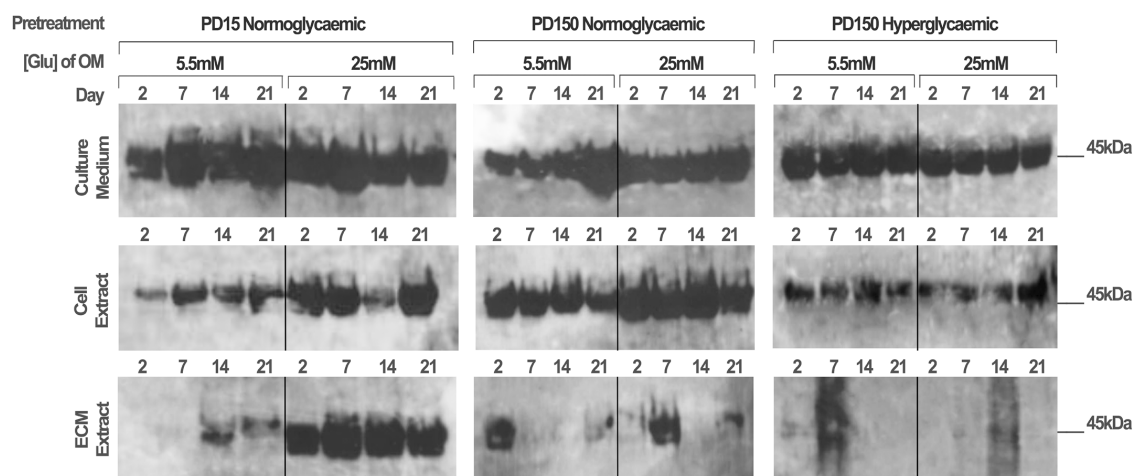 Pretreatment PD15 Normoglycaemic PD150 Normoglycaemic PD150 Hyperglycaemic
[Glu] of OM 5.5mM 25mM 5.5mM 25mM 5.5mM 25mM
Day 2 7 14 21 2 7 14 21 2 7 14 21 2 7 14 21 2 7 14 21 2 7 14 21
Culture
Medium
45kDa
2 7 14 21 2 7 14 21 2 7 14 21 2 7 14 21 2 7 14 21 2 7 14 21
Cell
Extract
45kDa
2 7 14 21 2 7 14 21 2 7 14 21 2 7 14 21 2 7 14 21 2 7 14 21
ECM
Extract
45kDa